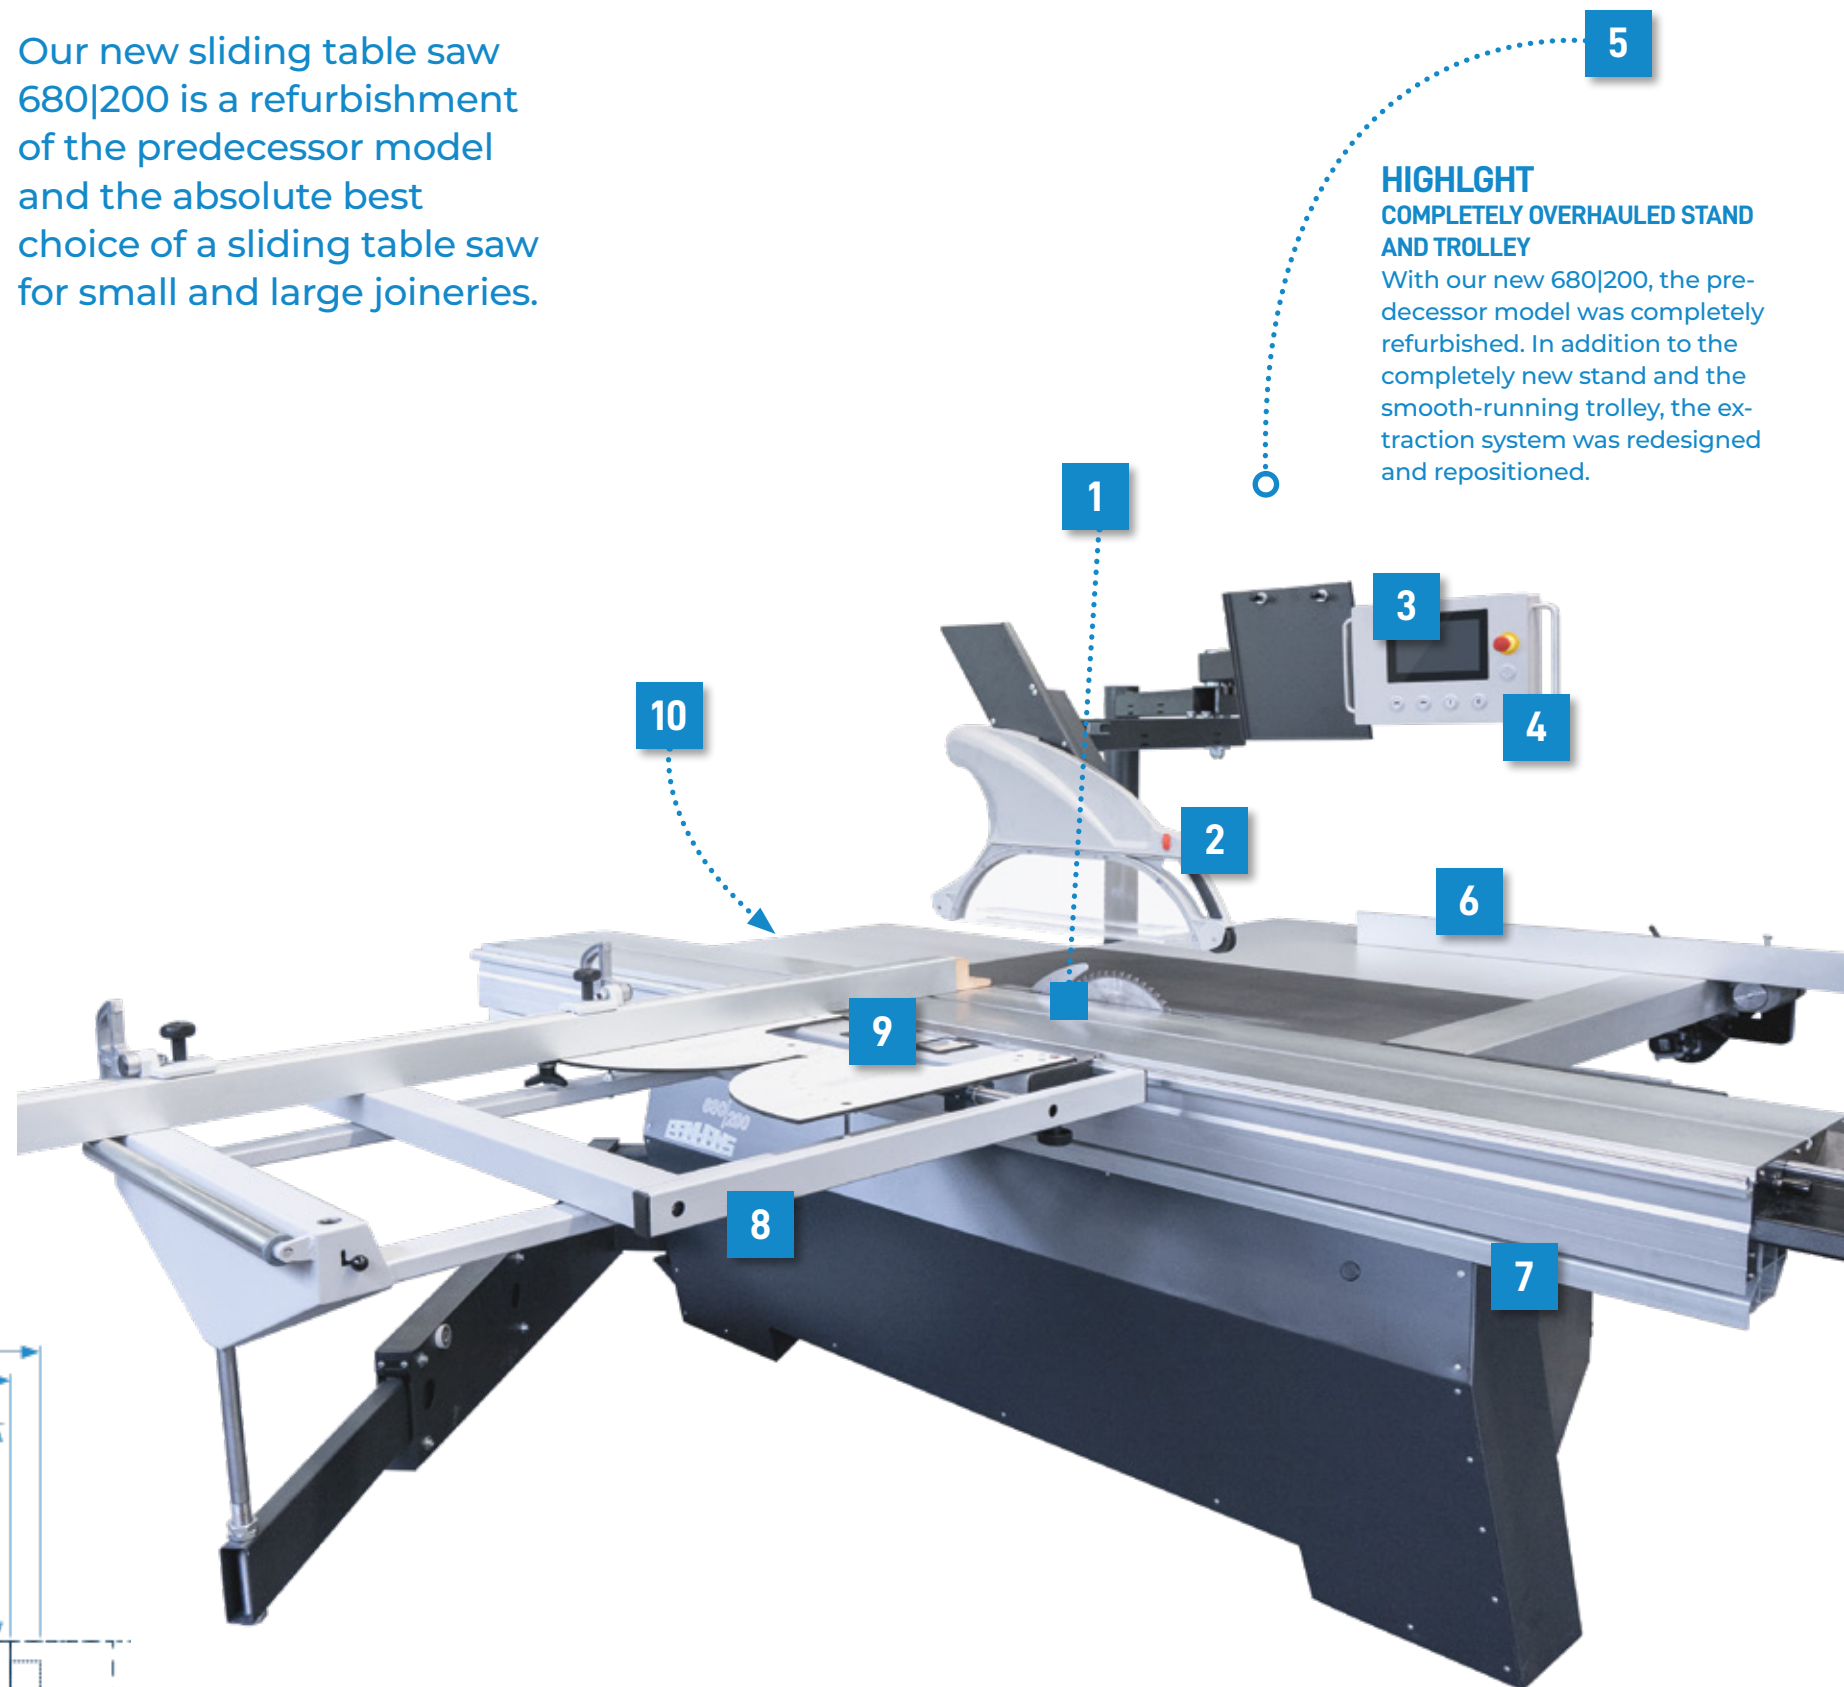 Our new sliding table saw
680|200 is a refurbishment
of the predecessor model
and the absolute best
choice of a sliding table saw
for small and large joineries.
5
HIGHLGHT
COMPLETELY OVERHAULED STAND
AND TROLLEY
With our new 680|200, the pre-
decessor model was completely
refurbished. In addition to the
completely new stand and the
smooth-running trolley, the ex-
traction system was redesigned
and repositioned.
1
3
10
4
2
6
9
680|200
8
7